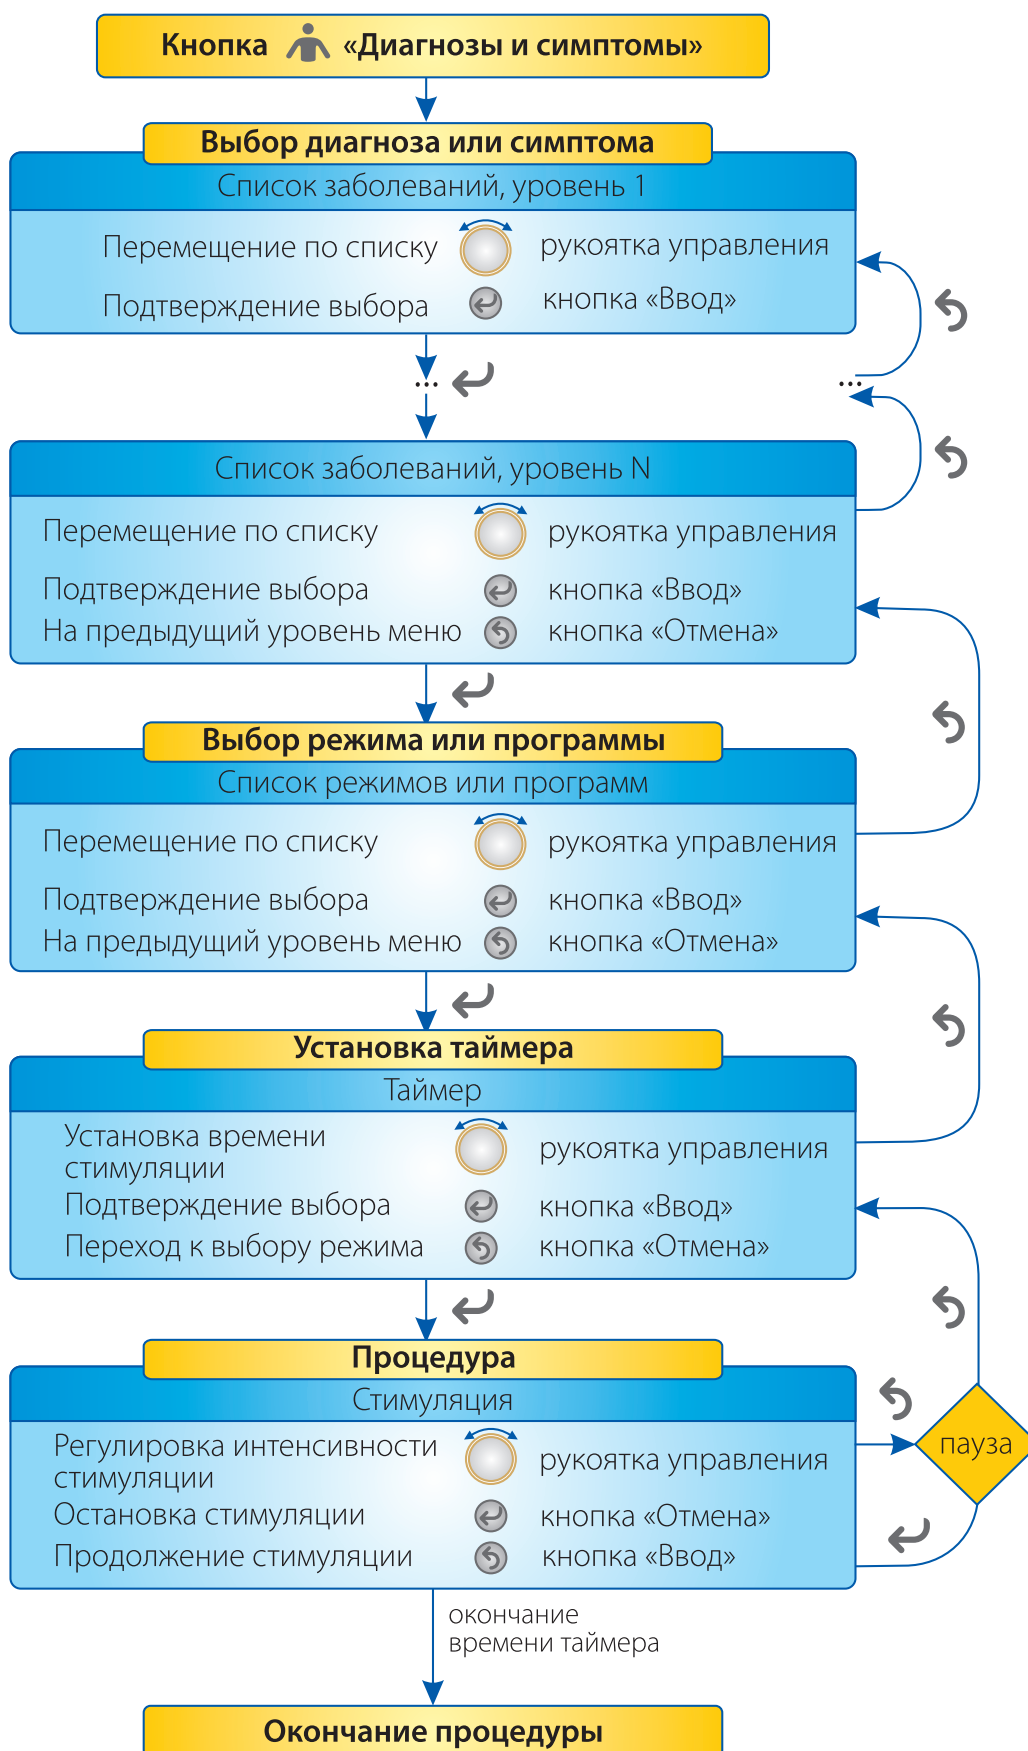 Кнопка «Диагнозы и симптомы»
Выбор диагноза или симптома
Список заболеваний, уровень 1
Перемещение по списку рукоятка управления
Подтверждение выбора кнопка «Ввод»
... ...
Список заболеваний, уровень N
Перемещение по списку рукоятка управления
Подтверждение выбора кнопка «Ввод»
На предыдущий уровень меню кнопка «Отмена»
Выбор режима или программы
Список режимов или программ
Перемещение по списку рукоятка управления
Подтверждение выбора кнопка «Ввод»
На предыдущий уровень меню кнопка «Отмена»
Установка таймера
Таймер
Установка времени
стимуляции рукоятка управления
Подтверждение выбора кнопка «Ввод»
Переход к выбору режима кнопка «Отмена»
Процедура
Стимуляция
Регулировка интенсивности
стимуляции рукоятка управления
Остановка стимуляции кнопка «Отмена»
Продолжение стимуляции кнопка «Ввод»
пауза
окончание
времени таймера
Окончание процедуры